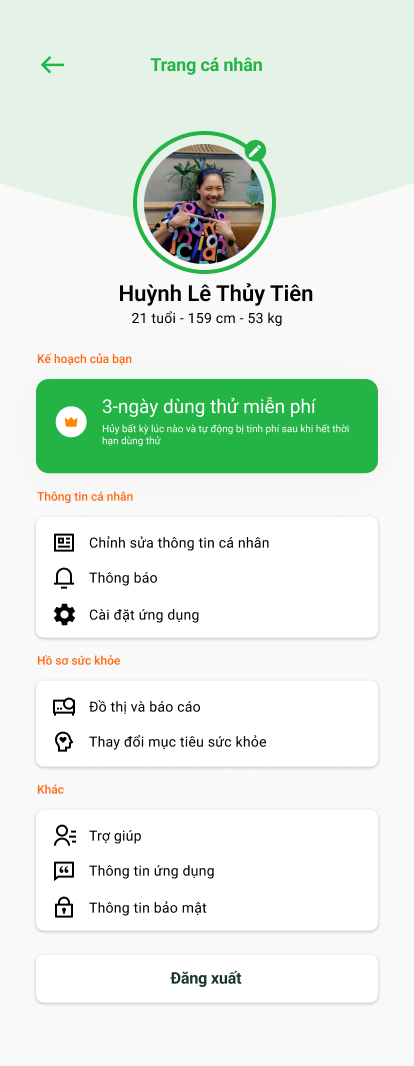 Trang cá nhân
Huỳnh Lê Thủy Tiên
21 tuổi - 159 cm - 53 kg
Kế hoạch của bạn
3-ngày dùng thử miễn phí
Hủy bất kỳ lúc nào và tự động bị tính phí sau khi hết thời
hạn dùng thử
Thông tin cá nhân
Chỉnh sửa thông tin cá nhân
Thông báo
Cài đặt ứng dụng
Hồ sơ sức khỏe
Đồ thị và báo cáo
Thay đổi mục tiêu sức khỏe
Khác
Trợ giúp
Thông tin ứng dụng
Thông tin bảo mật
Đăng xuất